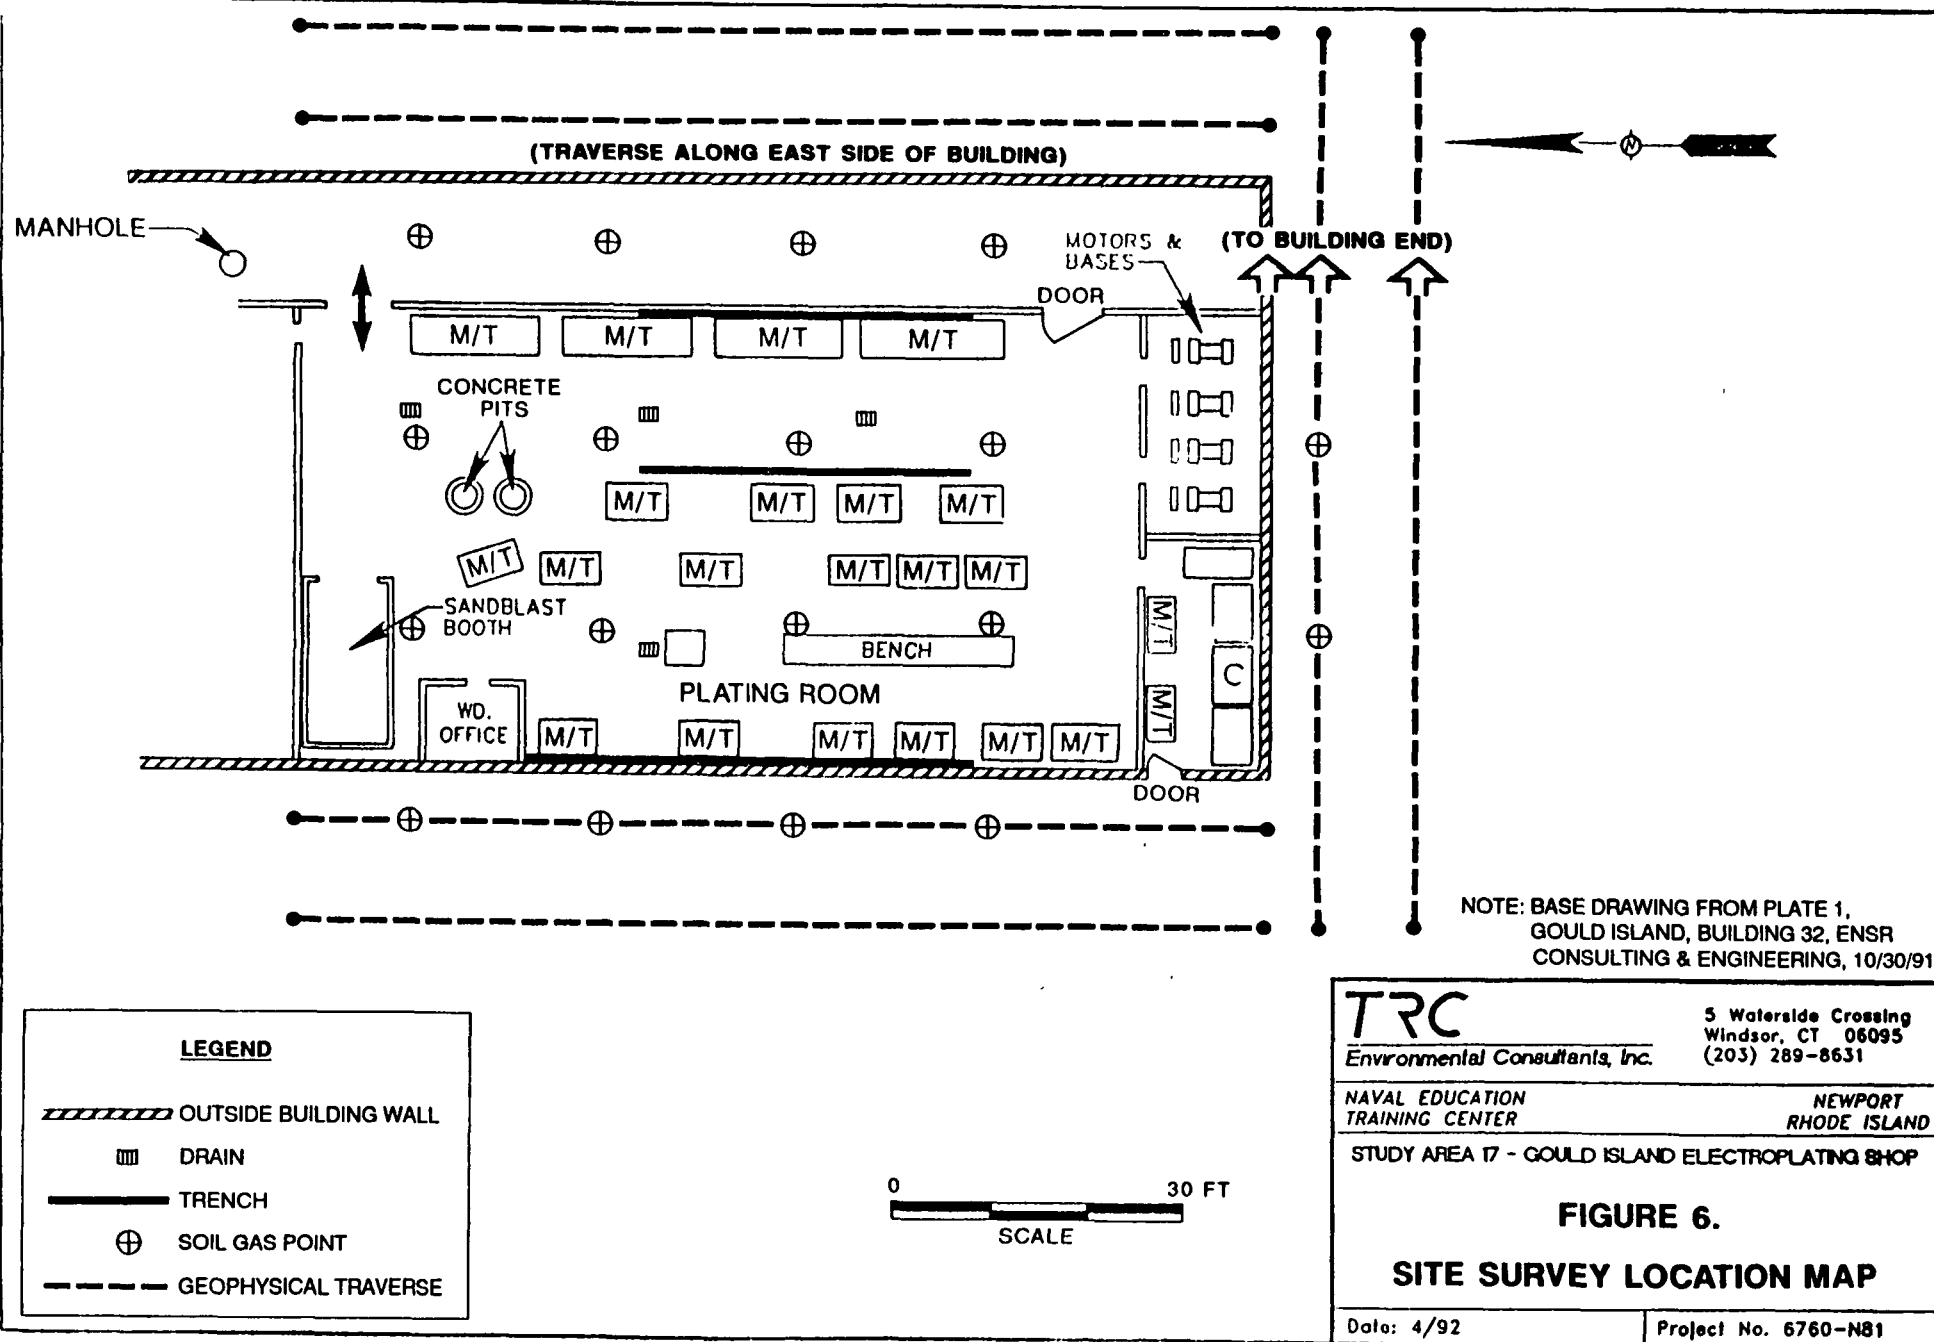 (TRAVERSE ALONG EAST SIDE OF BUILDING)
N
MANHOLE
MOTORS &
BASES
(TO BUILDING END)
DOOR
M/T
M/T
M/T
M/T
CONCRETE
PITS
M/T
M/T
M/T
M/T
M/T
M/T
M/T
M/T
M/T
M/T
SANDBLAST
BOOTH
M/T
BENCH
C
PLATING ROOM
WD.
OFFICE
M/T
M/T
M/T
M/T
M/T
M/T
M/T
DOOR
NOTE: BASE DRAWING FROM PLATE 1,
GOULD ISLAND, BUILDING 32, ENSR
CONSULTING & ENGINEERING, 10/30/91
LEGEND
OUTSIDE BUILDING WALL
DRAIN
TRENCH
SOIL GAS POINT
GEOPHYSICAL TRAVERSE
0 30 FT
SCALE
TRC
Environmental Consultants, Inc.
5 Waterside Crossing
Windsor, CT 06095
(203) 289-8631
NAVAL EDUCATION
TRAINING CENTER
NEWPORT
RHODE ISLAND
STUDY AREA 17 - GOULD ISLAND ELECTROPLATING SHOP
FIGURE 6.
SITE SURVEY LOCATION MAP
Date: 4/92
Project No. 6760-N81